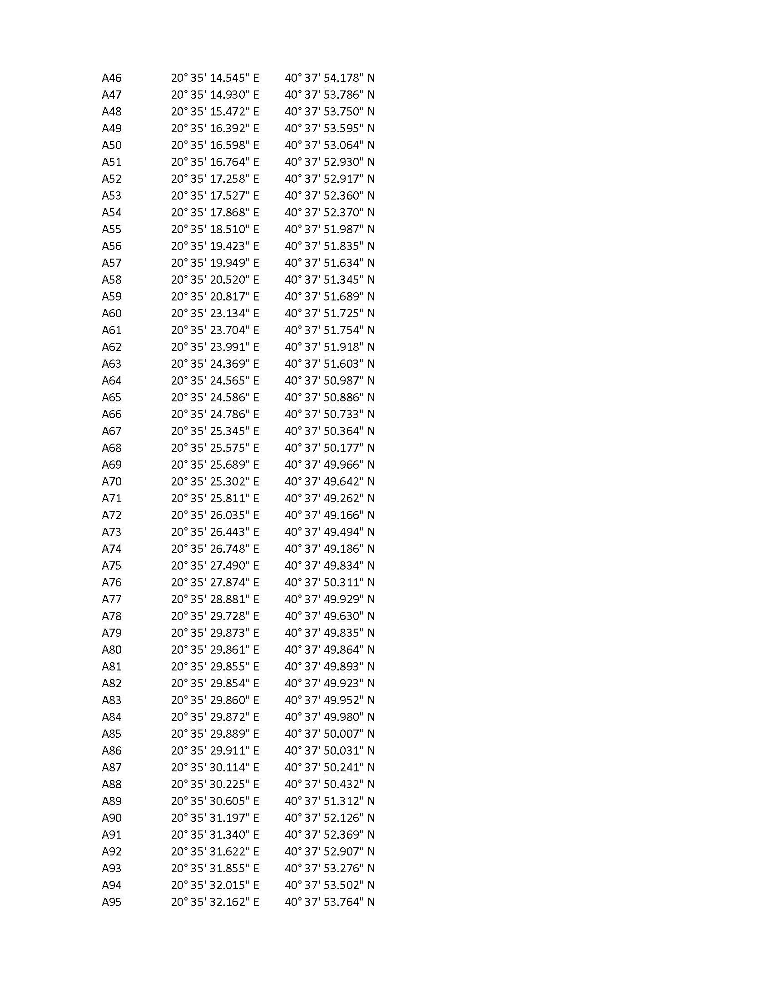 A46 20° 35' 14.545" E 40° 37' 54.178" N
A47 20° 35' 14.930" E 40° 37' 53.786" N
A48 20° 35' 15.472" E 40° 37' 53.750" N
A49 20° 35' 16.392" E 40° 37' 53.595" N
A50 20° 35' 16.598" E 40° 37' 53.064" N
A51 20° 35' 16.764" E 40° 37' 52.930" N
A52 20° 35' 17.258" E 40° 37' 52.917" N
A53 20° 35' 17.527" E 40° 37' 52.360" N
A54 20° 35' 17.868" E 40° 37' 52.370" N
A55 20° 35' 18.510" E 40° 37' 51.987" N
A56 20° 35' 19.423" E 40° 37' 51.835" N
A57 20° 35' 19.949" E 40° 37' 51.634" N
A58 20° 35' 20.520" E 40° 37' 51.345" N
A59 20° 35' 20.817" E 40° 37' 51.689" N
A60 20° 35' 23.134" E 40° 37' 51.725" N
A61 20° 35' 23.704" E 40° 37' 51.754" N
A62 20° 35' 23.991" E 40° 37' 51.918" N
A63 20° 35' 24.369" E 40° 37' 51.603" N
A64 20° 35' 24.565" E 40° 37' 50.987" N
A65 20° 35' 24.586" E 40° 37' 50.886" N
A66 20° 35' 24.786" E 40° 37' 50.733" N
A67 20° 35' 25.345" E 40° 37' 50.364" N
A68 20° 35' 25.575" E 40° 37' 50.177" N
A69 20° 35' 25.689" E 40° 37' 49.966" N
A70 20° 35' 25.302" E 40° 37' 49.642" N
A71 20° 35' 25.811" E 40° 37' 49.262" N
A72 20° 35' 26.035" E 40° 37' 49.166" N
A73 20° 35' 26.443" E 40° 37' 49.494" N
A74 20° 35' 26.748" E 40° 37' 49.186" N
A75 20° 35' 27.490" E 40° 37' 49.834" N
A76 20° 35' 27.874" E 40° 37' 50.311" N
A77 20° 35' 28.881" E 40° 37' 49.929" N
A78 20° 35' 29.728" E 40° 37' 49.630" N
A79 20° 35' 29.873" E 40° 37' 49.835" N
A80 20° 35' 29.861" E 40° 37' 49.864" N
A81 20° 35' 29.855" E 40° 37' 49.893" N
A82 20° 35' 29.854" E 40° 37' 49.923" N
A83 20° 35' 29.860" E 40° 37' 49.952" N
A84 20° 35' 29.872" E 40° 37' 49.980" N
A85 20° 35' 29.889" E 40° 37' 50.007" N
A86 20° 35' 29.911" E 40° 37' 50.031" N
A87 20° 35' 30.114" E 40° 37' 50.241" N
A88 20° 35' 30.225" E 40° 37' 50.432" N
A89 20° 35' 30.605" E 40° 37' 51.312" N
A90 20° 35' 31.197" E 40° 37' 52.126" N
A91 20° 35' 31.340" E 40° 37' 52.369" N
A92 20° 35' 31.622" E 40° 37' 52.907" N
A93 20° 35' 31.855" E 40° 37' 53.276" N
A94 20° 35' 32.015" E 40° 37' 53.502" N
A95 20° 35' 32.162" E 40° 37' 53.764" N